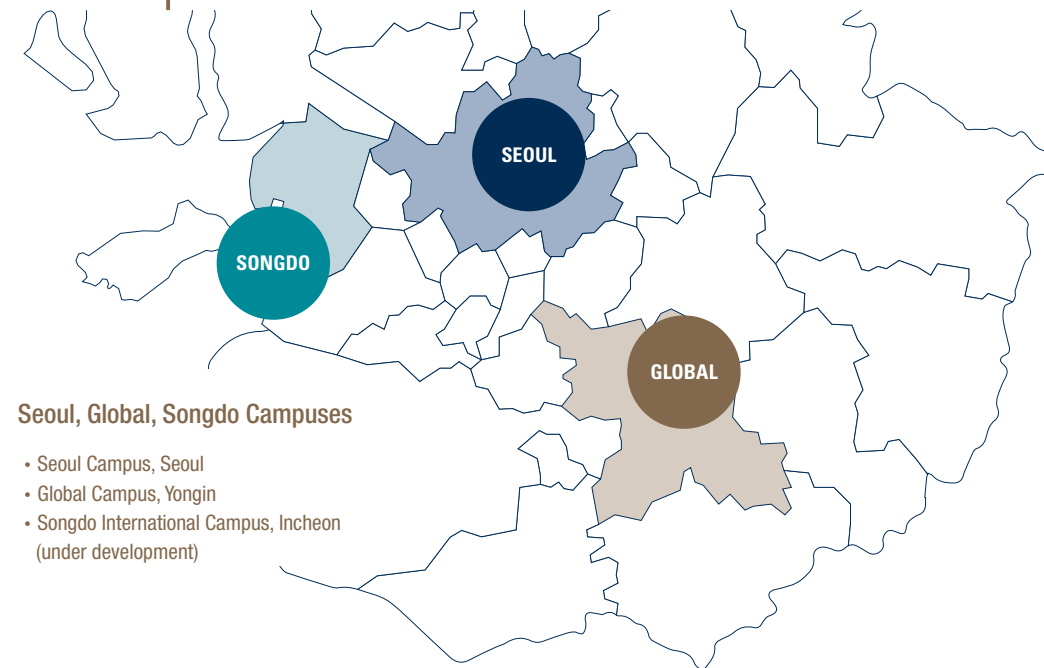 SEOUL
SONGDO
GLOBAL
Seoul, Global, Songdo Campuses
• Seoul Campus, Seoul
• Global Campus, Yongin
• Songdo International Campus, Incheon
(under development)